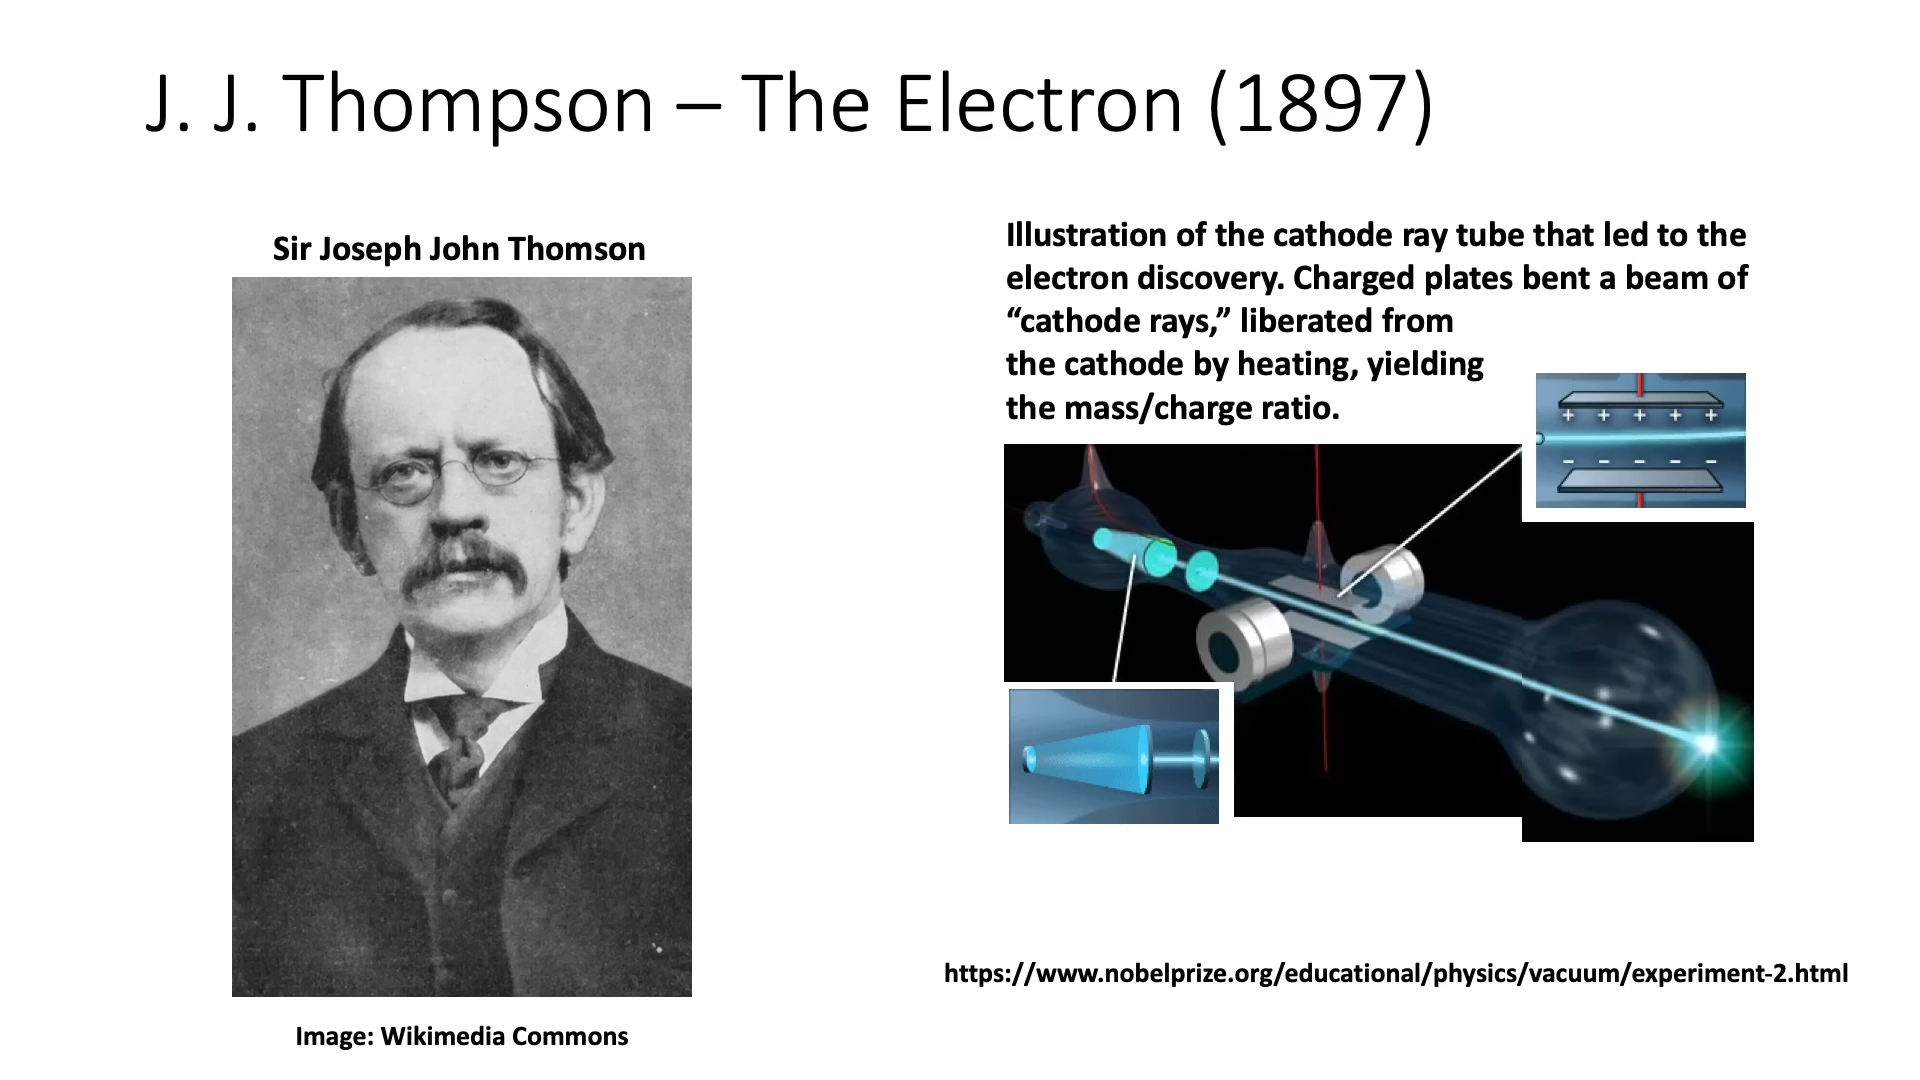 J. J. Thompson – The Electron (1897)
Sir Joseph John Thomson
Image: Wikimedia Commons
Illustration of the cathode ray tube that led to the
electron discovery. Charged plates bent a beam of
“cathode rays,” liberated from
the cathode by heating, yielding
the mass/charge ratio.
+ + + + +
– – – – –
https://www.nobelprize.org/educational/physics/vacuum/experiment-2.html